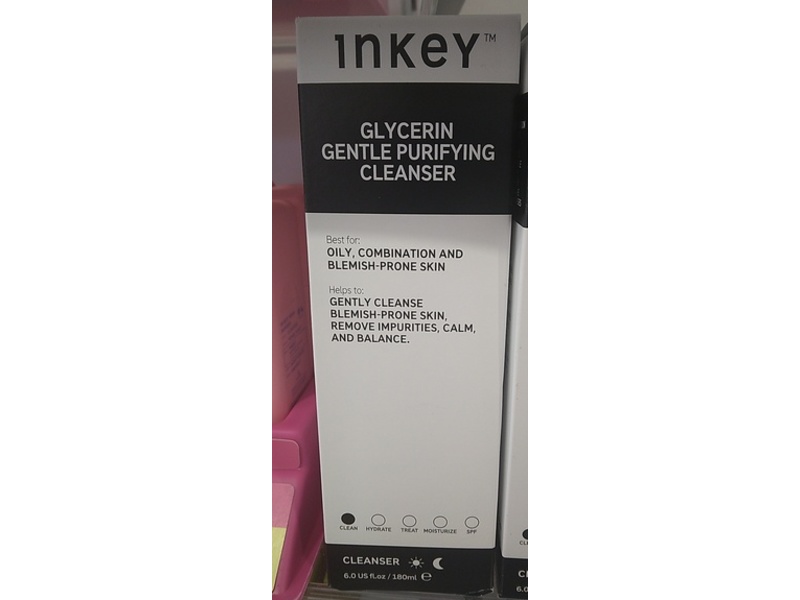 INKEY™
GLYCERIN
GENTLE PURIFYING
CLEANSER
Best for:
OILY, COMBINATION AND
BLEMISH-PRONE SKIN
Helps to:
GENTLY CLEANSE
BLEMISH-PRONE SKIN,
REMOVE IMPURITIES, CALM,
AND BALANCE.
CLEAN HYDRATE TREAT MOISTURIZE SPF
CLEANSER
6.0 US fl.oz / 180ml ℮